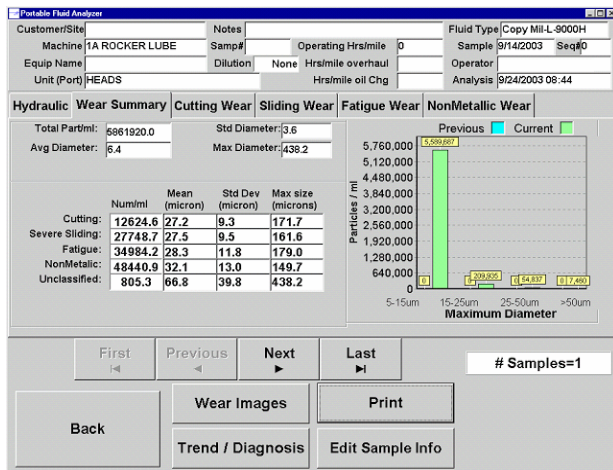 Portable Fluid Analyzer
Customer/Site Notes Fluid Type Copy Mil-L-9000H
Machine 1A ROCKER LUBE Samp# Operating Hrs/mile 0 Sample 9/14/2003 Seq# 0
Equip Name Dilution None Hrs/mile overhaul Operator
Unit (Port) HEADS Hrs/mile oil Chg Analysis 9/24/2003 08:44
Hydraulic Wear Summary Cutting Wear Sliding Wear Fatigue Wear NonMetallic Wear
Total Part/ml: 5861920.0 Std Diameter: 3.6
Avg Diameter: 6.4 Max Diameter: 438.2
Num/ml Mean (micron) Std Dev (micron) Max size (microns)
Cutting: 12624.6 27.2 9.3 171.7
Severe Sliding: 27748.7 27.5 9.5 161.6
Fatigue: 34984.2 28.3 11.8 179.0
NonMetalic: 48440.9 32.1 13.0 149.7
Unclassified: 805.3 66.8 39.8 438.2
Previous Current
Particles / ml
5,760,000
5,120,000
4,480,000
3,840,000
3,200,000
2,560,000
1,920,000
1,280,000
640,000
0
5,589,687
0 0 209,935 0 54,837 0 7,460
5-15um 15-25um 25-50um >50um
Maximum Diameter
First Previous Next Last
# Samples=1
Back
Wear Images Print
Trend / Diagnosis Edit Sample Info